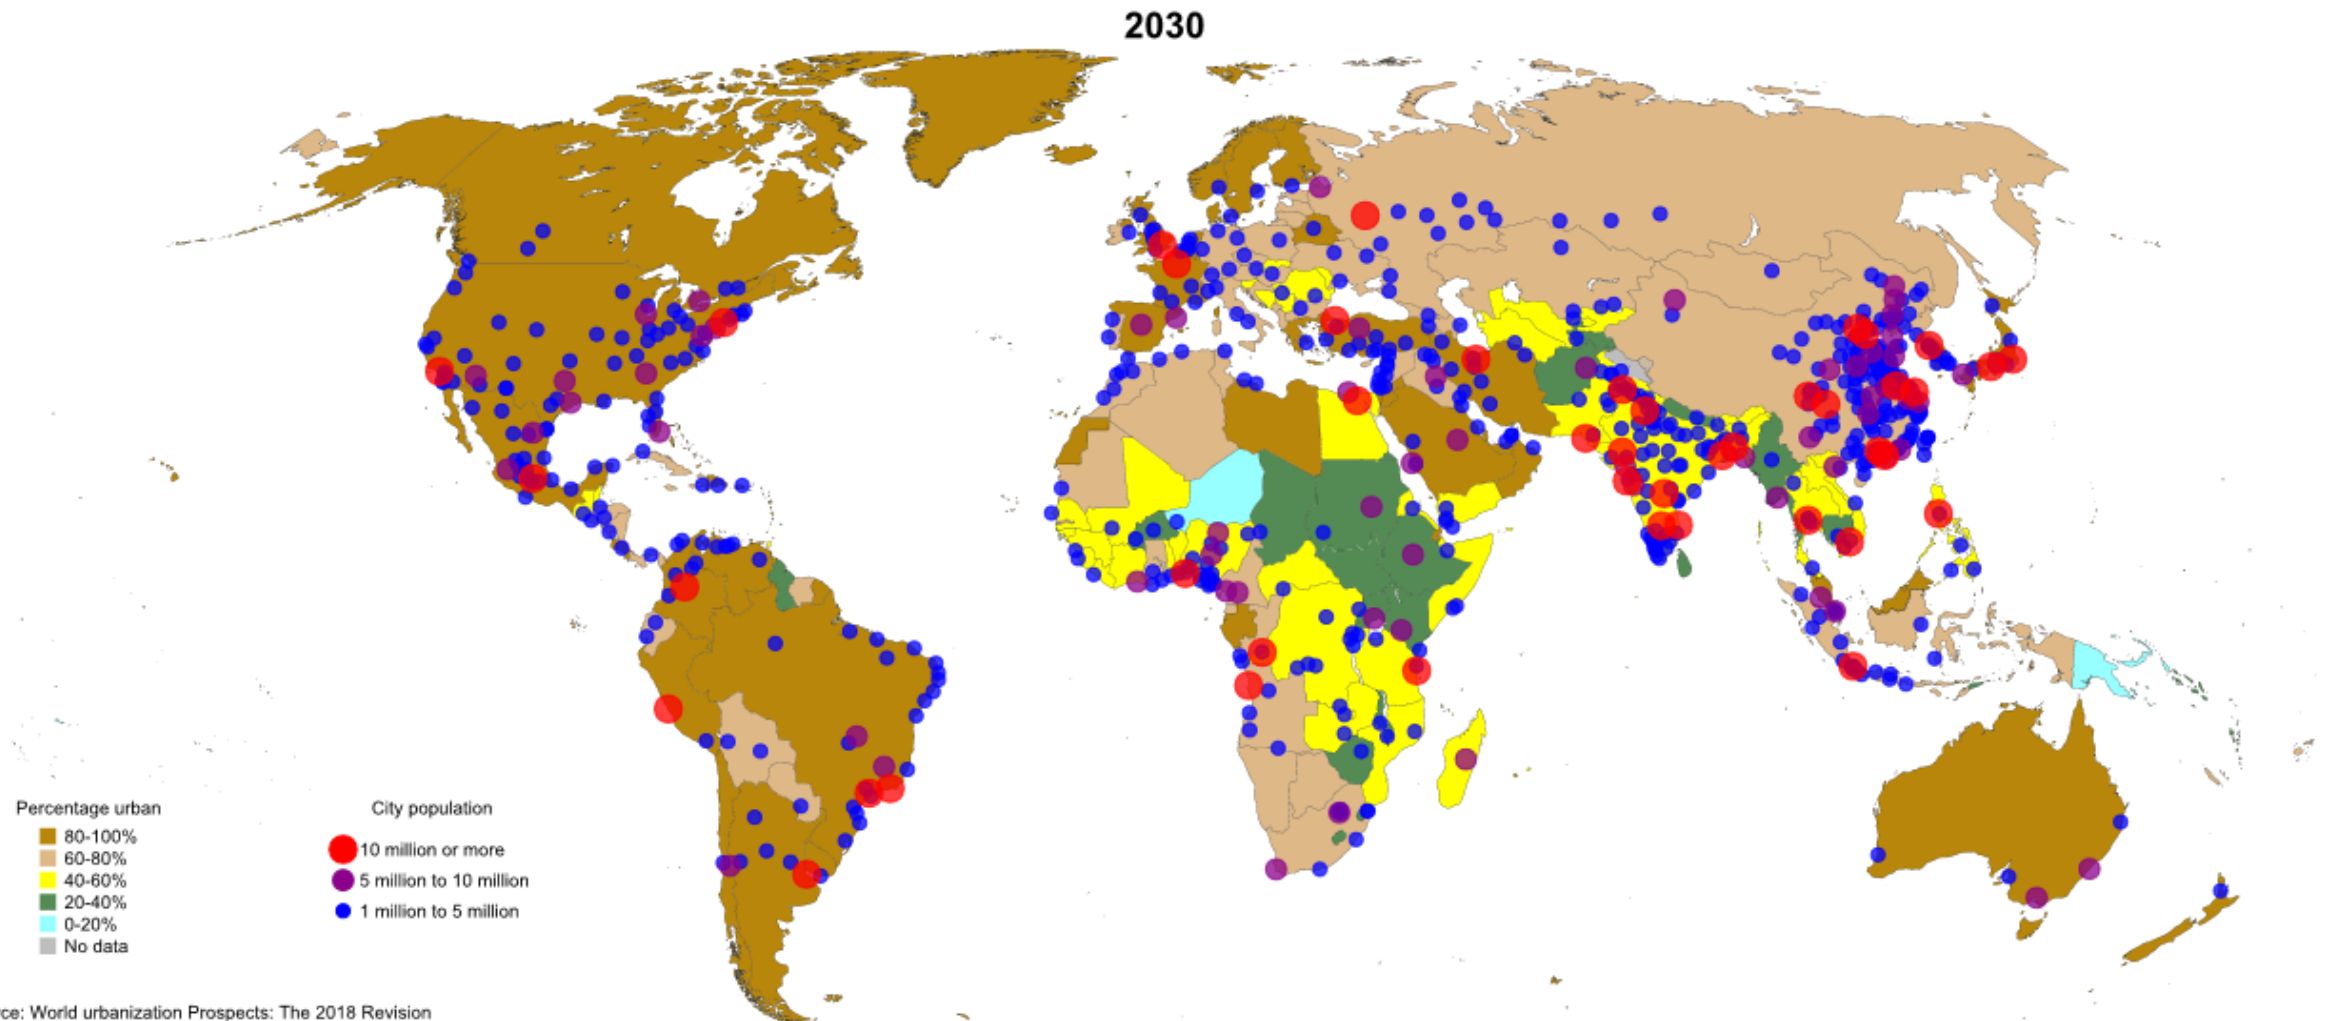 2030
Percentage urban
80-100%
60-80%
40-60%
20-40%
0-20%
No data
City population
10 million or more
5 million to 10 million
1 million to 5 million
rce: World urbanization Prospects: The 2018 Revision